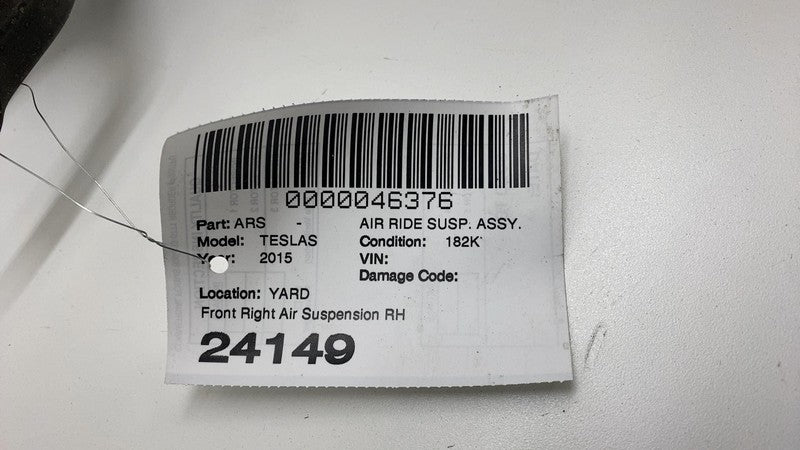 0000046376
Part: ARS - AIR RIDE SUSP. ASSY.
Model: TESLAS Condition: 182K
Year: 2015 VIN:
Damage Code:
Location: YARD
Front Right Air Suspension RH
24149